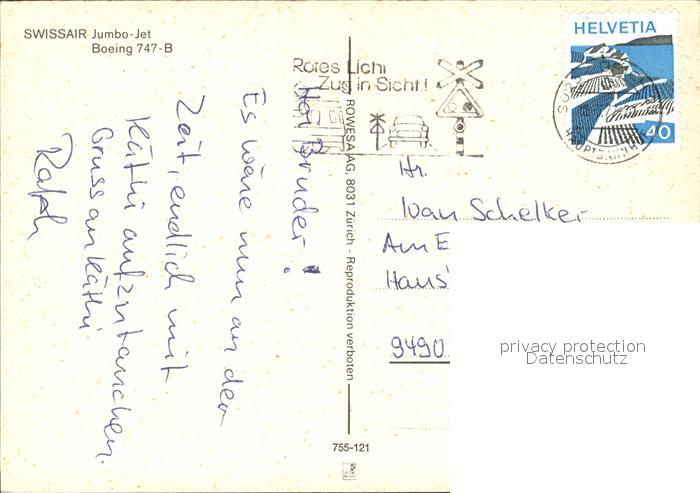 SWISSAIR Jumbo-Jet
Boeing 747-B
Hoi Bruder!
Es wäre nun an der
Zeit, endlich mit
Käthi aufzutauchen.
Gruss an Käthi
Ralph
ROWESA AG, 8031 Zürich - Reproduktion verboten
755-121
Rotes Licht
Zug in Sicht!
HELVETIA
40
Hr.
Ivan Schelker
Am E
Haus'
9490
privacy protection
Datenschutz